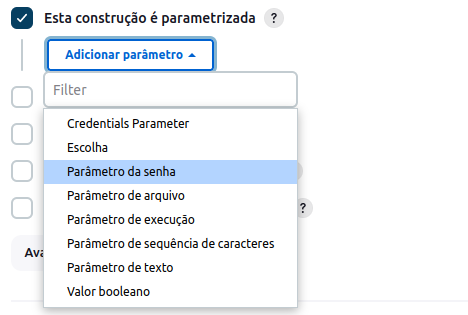 Esta construção é parametrizada ?
Adicionar parâmetro
Filter
Credentials Parameter
Escolha
Parâmetro da senha
Parâmetro de arquivo
Parâmetro de execução
?
Parâmetro de sequência de caracteres
Parâmetro de texto
Ava
Valor booleano